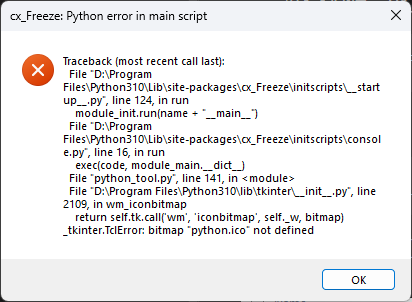 cx_Freeze: Python error in main script
Traceback (most recent call last):
File "D:\Program
Files\Python310\Lib\site-packages\cx_Freeze\initscripts\__start
up__.py", line 124, in run
module_init.run(name + "__main__")
File "D:\Program
Files\Python310\Lib\site-packages\cx_Freeze\initscripts\consol
e.py", line 16, in run
exec(code, module_main.__dict__)
File "python_tool.py", line 141, in <module>
File "D:\Program Files\Python310\lib\tkinter\__init__.py", line
2109, in wm_iconbitmap
return self.tk.call('wm', 'iconbitmap', self._w, bitmap)
_tkinter.TclError: bitmap "python.ico" not defined
OK